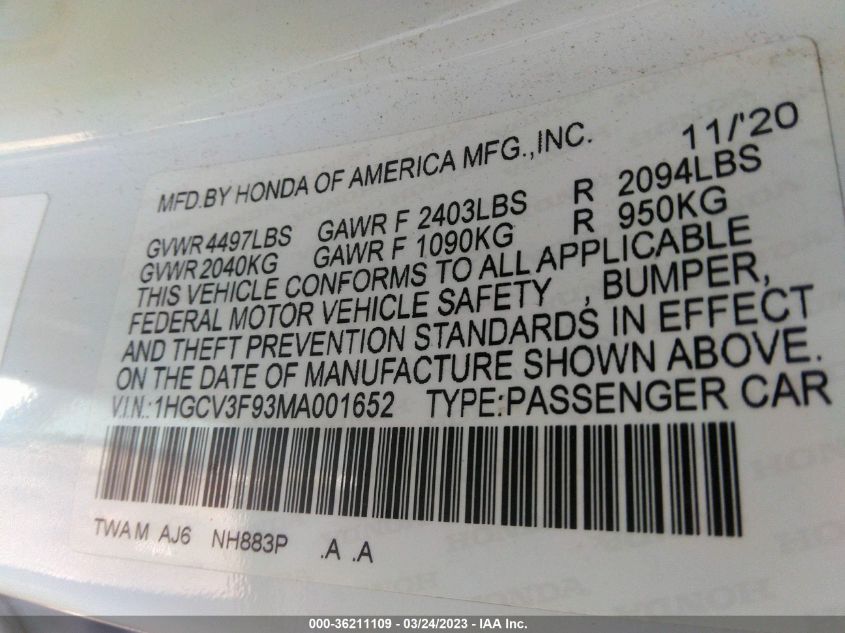 MFD.BY HONDA OF AMERICA MFG.,INC. 11/'20
GVWR 4497LBS GAWR F 2403LBS R 2094LBS
GVWR 2040KG GAWR F 1090KG R 950KG
THIS VEHICLE CONFORMS TO ALL APPLICABLE
FEDERAL MOTOR VEHICLE SAFETY , BUMPER,
AND THEFT PREVENTION STANDARDS IN EFFECT
ON THE DATE OF MANUFACTURE SHOWN ABOVE.
V.I.N.:1HGCV3F93MA001652 TYPE:PASSENGER CAR
TWAM AJ6 NH883P .A .A
HONDA
000-36211109 — 03/24/2023 — IAA Inc.